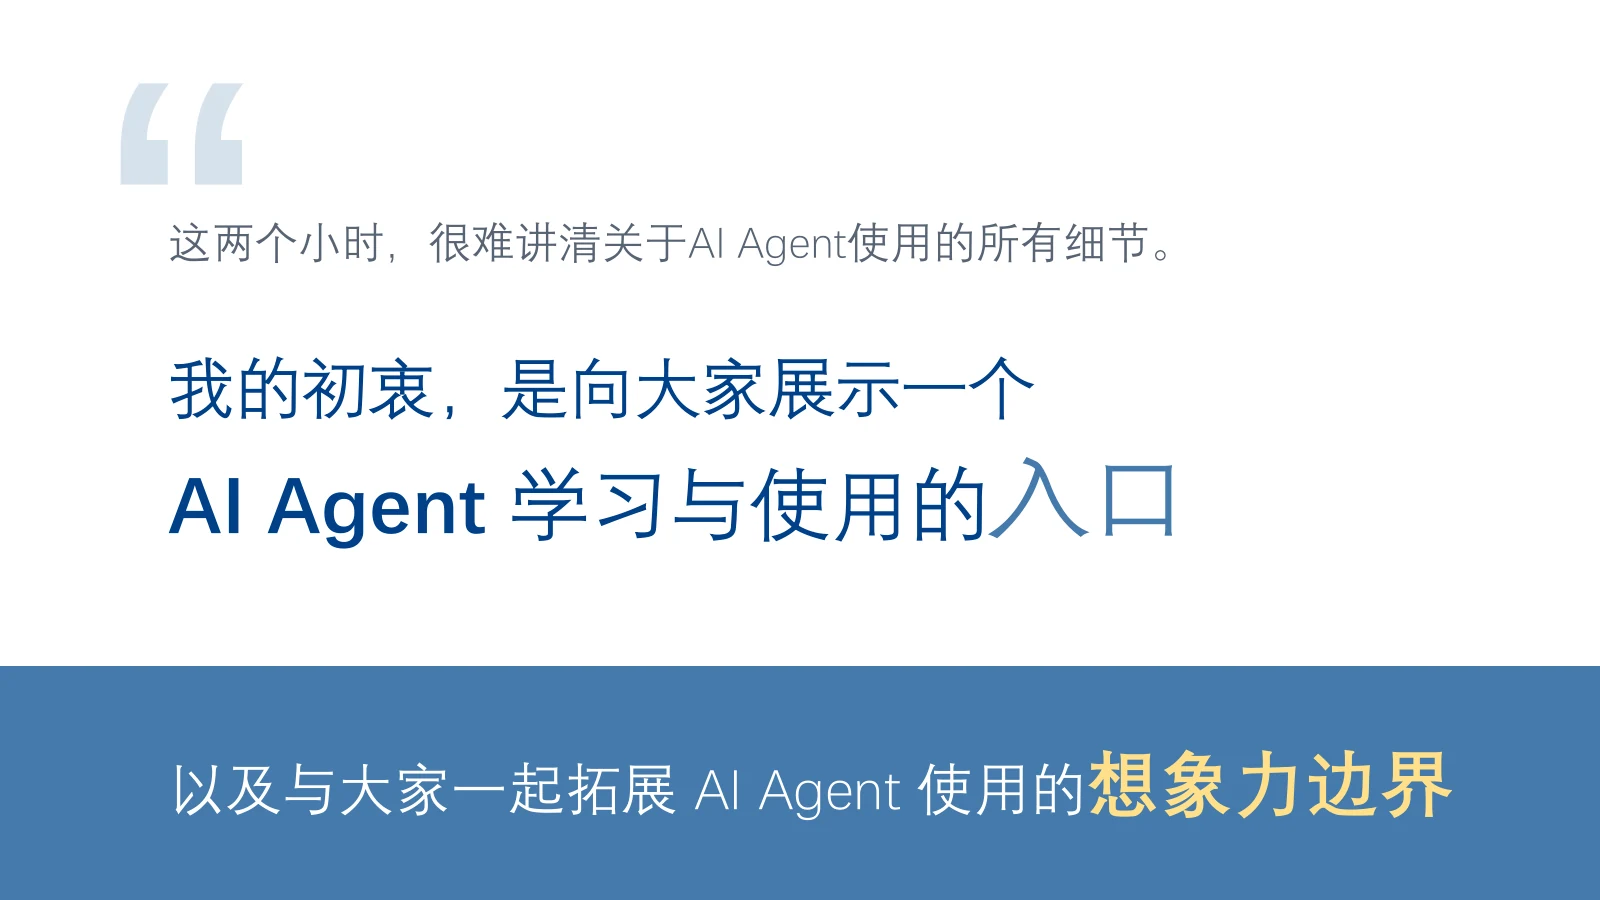 “
这两个小时，很难讲清关于AI Agent使用的所有细节。
我的初衷，是向大家展示一个
AI Agent 学习与使用的入口
以及与大家一起拓展 AI Agent 使用的想象力边界